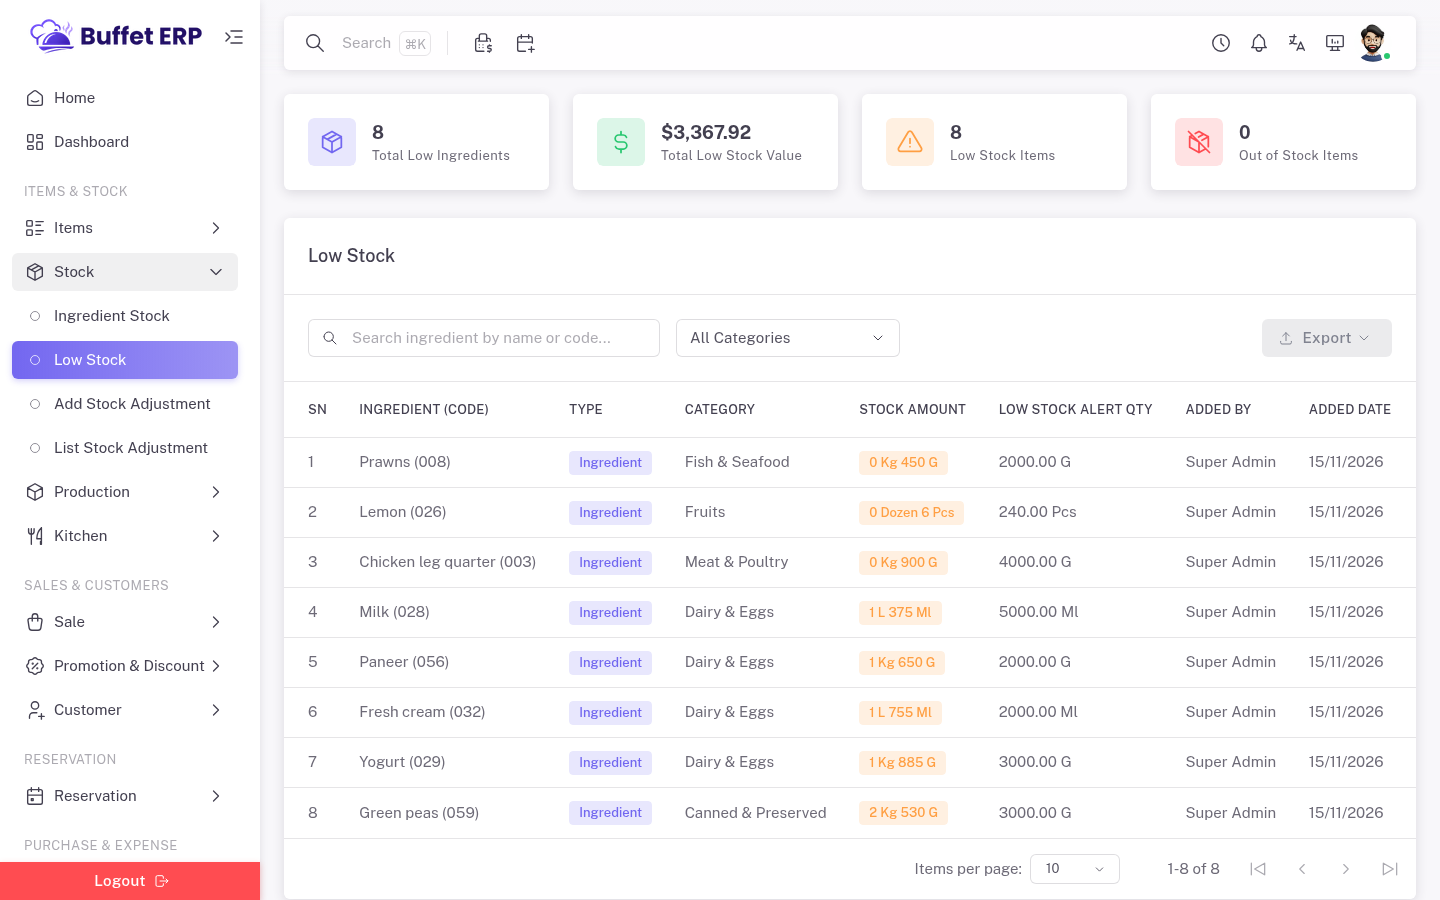 Buffet ERP
Home
Dashboard
ITEMS & STOCK
Items
Stock
Ingredient Stock
Low Stock
Add Stock Adjustment
List Stock Adjustment
Production
Kitchen
SALES & CUSTOMERS
Sale
Promotion & Discount
Customer
RESERVATION
Reservation
PURCHASE & EXPENSE
Logout
Search ⌘K
8
Total Low Ingredients
$3,367.92
Total Low Stock Value
8
Low Stock Items
0
Out of Stock Items
Low Stock
Search ingredient by name or code...
All Categories
Export
SN INGREDIENT (CODE) TYPE CATEGORY STOCK AMOUNT LOW STOCK ALERT QTY ADDED BY ADDED DATE
1 Prawns (008) Ingredient Fish & Seafood 0 Kg 450 G 2000.00 G Super Admin 15/11/2026
2 Lemon (026) Ingredient Fruits 0 Dozen 6 Pcs 240.00 Pcs Super Admin 15/11/2026
3 Chicken leg quarter (003) Ingredient Meat & Poultry 0 Kg 900 G 4000.00 G Super Admin 15/11/2026
4 Milk (028) Ingredient Dairy & Eggs 1 L 375 Ml 5000.00 Ml Super Admin 15/11/2026
5 Paneer (056) Ingredient Dairy & Eggs 1 Kg 650 G 2000.00 G Super Admin 15/11/2026
6 Fresh cream (032) Ingredient Dairy & Eggs 1 L 755 Ml 2000.00 Ml Super Admin 15/11/2026
7 Yogurt (029) Ingredient Dairy & Eggs 1 Kg 885 G 3000.00 G Super Admin 15/11/2026
8 Green peas (059) Ingredient Canned & Preserved 2 Kg 530 G 3000.00 G Super Admin 15/11/2026
Items per page: 10 1-8 of 8